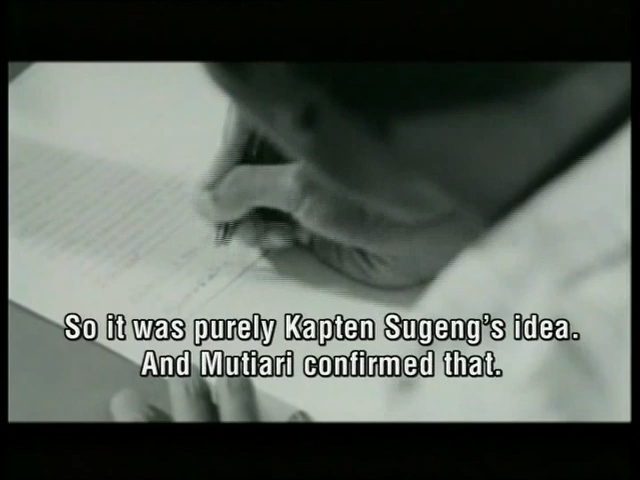 So it was purely Kapten Sugeng's idea.
And Mutiari confirmed that.